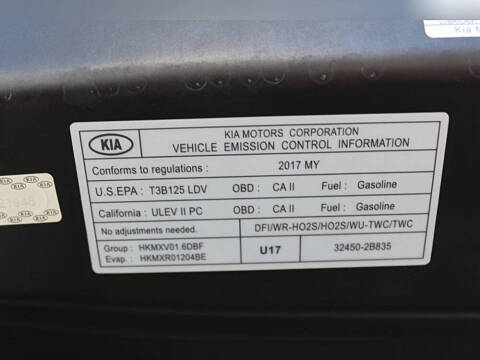 Kia M
KIA
KIA MOTORS CORPORATION
VEHICLE EMISSION CONTROL INFORMATION
Conforms to regulations : 2017 MY
U.S.EPA : T3B125 LDV OBD : CA II Fuel : Gasoline
California : ULEV II PC OBD : CA II Fuel : Gasoline
No adjustments needed. DFI/WR-HO2S/HO2S/WU-TWC/TWC
Group : HKMXV01.6DBF
Evap. : HKMXR01204BE
U17 32450-2B835